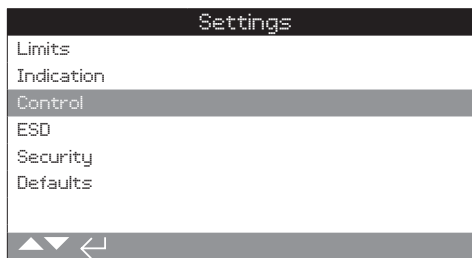 Settings
Limits
Indication
Control
ESD
Security
Defaults